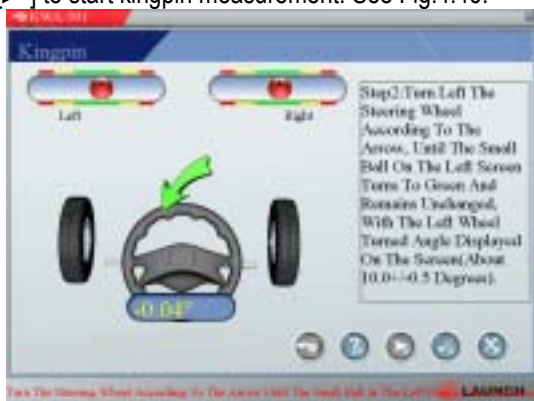 [► ] to start kingpin measurement. See Fig.4.40.
KWA-501
Kingpin
Left
Right
Step2:Turn Left The
Steering Wheel
According To The
Arrow, Until The Small
Ball On The Left Screen
Turns To Green And
Remains Unchanged,
With The Left Wheel
Turned Angle Displayed
On The Screen(About
10.0+/-0.5 Degrees).
-0.04°
Turn The Steering Wheel According To The Arrow Until The Small Ball In The Left
LAUNCH